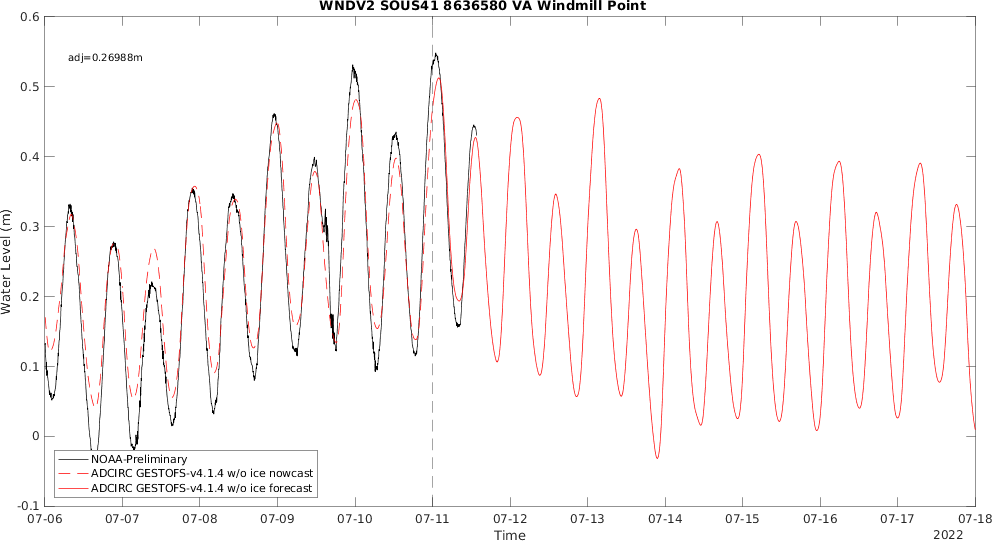 WNDV2 SOUS41 8636580 VA Windmill Point
adj=0.26988m
0.6
0.5
0.4
0.3
0.2
0.1
0
-0.1
Water Level (m)
NOAA-Preliminary
ADCIRC GESTOFS-v4.1.4 w/o ice nowcast
ADCIRC GESTOFS-v4.1.4 w/o ice forecast
07-06 07-07 07-08 07-09 07-10 07-11 07-12 07-13 07-14 07-15 07-16 07-17 07-18
Time
2022